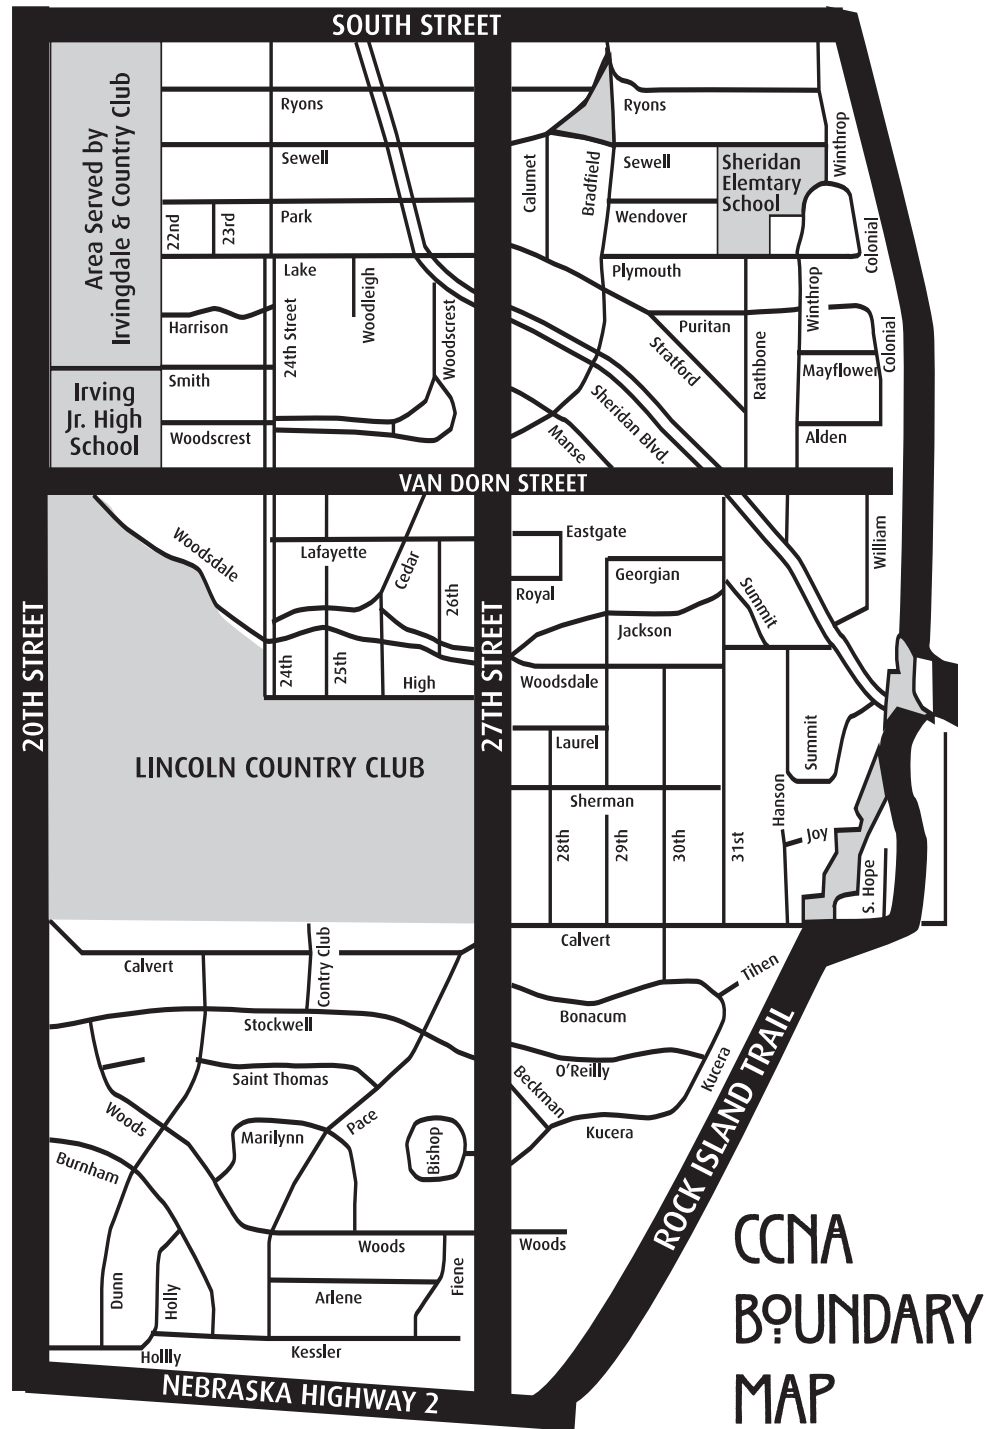 SOUTH STREET
Area Served by
Irvingdale & Country Club
Ryons
Sewell
Park
22nd
23rd
Lake
Harrison
24th Street
Woodleigh
Woodscrest
Smith
Woodscrest
Irving
Jr. High
School
Ryons
Calumet
Bradfield
Sewell
Wendover
Sheridan
Elemtary
School
Winthrop
Colonial
Plymouth
Puritan
Stratford
Rathbone
Winthrop
Colonial
Mayflower
Alden
Sheridan Blvd.
Manse
VAN DORN STREET
Woodsdale
Lafayette
Cedar
26th
24th
25th
High
20TH STREET
27TH STREET
LINCOLN COUNTRY CLUB
Eastgate
Royal
Georgian
Jackson
Summit
William
Woodsdale
Laurel
Sherman
28th
29th
30th
31st
Hanson
Summit
Joy
S. Hope
Calvert
Contry Club
Stockwell
Saint Thomas
Woods
Marilynn
Pace
Bishop
Burnham
Woods
Dunn
Holly
Arlene
Fiene
Hollly
Kessler
Calvert
Tihen
Bonacum
O'Reilly
Beckman
Kucera
Kucera
Woods
ROCK ISLAND TRAIL
NEBRASKA HIGHWAY 2
CCNA
BOUNDARY
MAP